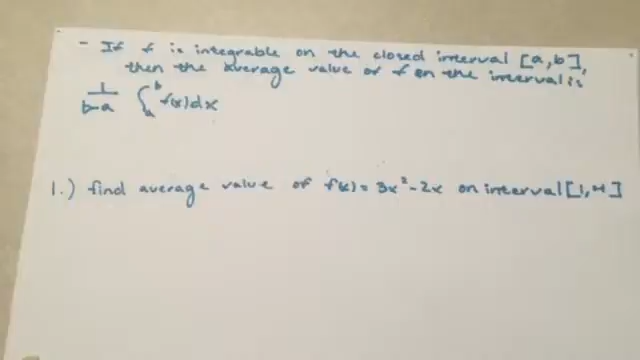 - If f is integrable on the closed interval [a,b],
then the average value of f on the interval is
1/b-a ∫ₐᵇ f(x)dx
1.) find average value of f(x)= 3x²-2x on interval [1,4]